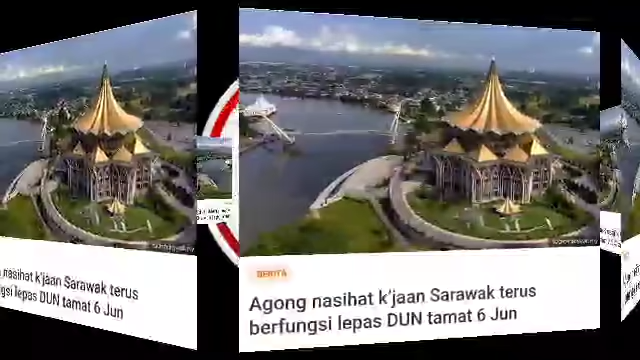 nasihat k'jaan Sarawak terus
lepas DUN tamat 6 Jun
BERITA
Agong nasihat k'jaan Sarawak terus
berfungsi lepas DUN tamat 6 Jun